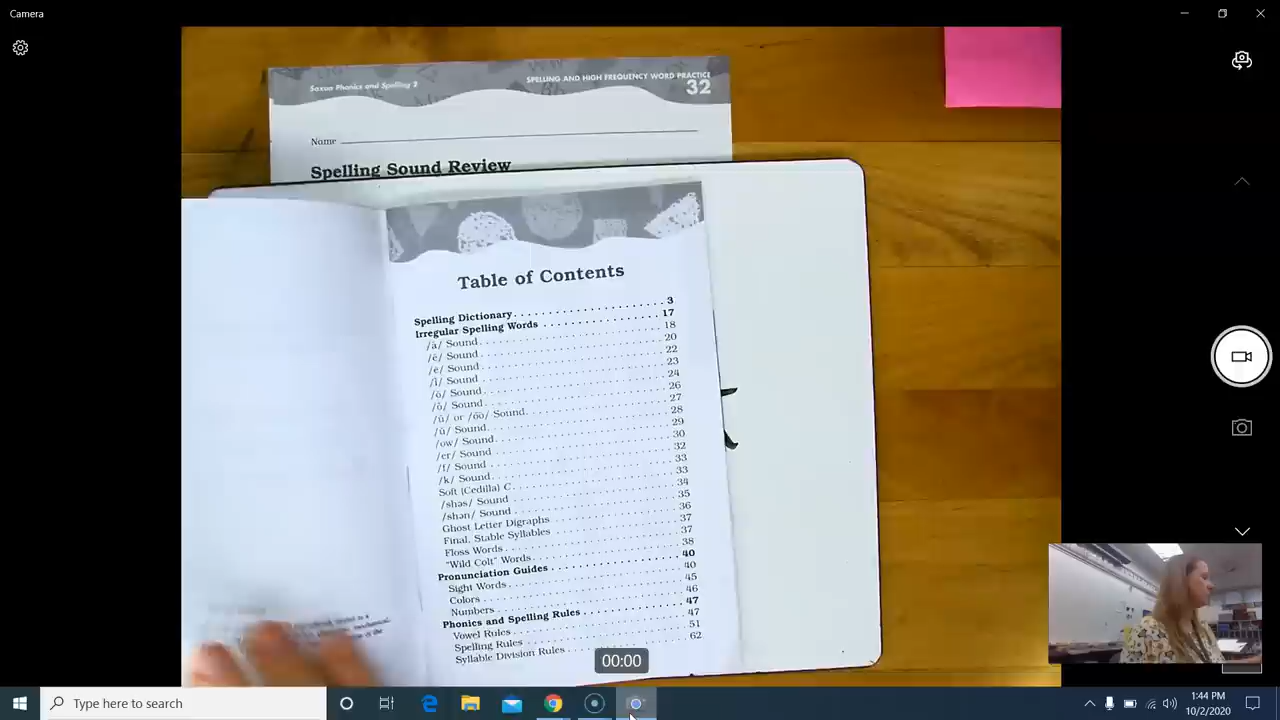 Camera
Saxon Phonics and Spelling 2
SPELLING AND HIGH FREQUENCY WORD PRACTICE
32
Name
Spelling Sound Review
Table of Contents
Spelling Dictionary. . . . . . . . . . 3
Irregular Spelling Words . . . . . . . . . . 17
/ā/ Sound . . . . . . . . . . 18
/ĕ/ Sound . . . . . . . . . . 20
/ē/ Sound . . . . . . . . . . 22
/ī/ Sound . . . . . . . . . . 23
/ō/ Sound . . . . . . . . . . 24
/ŏ/ Sound . . . . . . . . . . 26
/ū/ or /o͞o/ Sound . . . . . . . . . . 27
/ŭ/ Sound . . . . . . . . . . 28
/ow/ Sound . . . . . . . . . . 29
/er/ Sound . . . . . . . . . . 30
/f/ Sound . . . . . . . . . . 32
/k/ Sound . . . . . . . . . . 33
Soft (Cedilla) C . . . . . . . . . . 33
/shəs/ Sound . . . . . . . . . . 34
/shən/ Sound . . . . . . . . . . 35
Ghost Letter Digraphs . . . . . . . . . . 36
Final, Stable Syllables . . . . . . . . . . 37
Floss Words . . . . . . . . . . 37
"Wild Colt" Words . . . . . . . . . . 38
Pronunciation Guides . . . . . . . . . . 40
Sight Words . . . . . . . . . . 40
Colors . . . . . . . . . . 45
Numbers . . . . . . . . . . 46
Phonics and Spelling Rules . . . . . . . . . . 47
Vowel Rules . . . . . . . . . . 47
Spelling Rules . . . . . . . . . . 51
Syllable Division Rules . . . . . . . . . . 62
00:00
Type here to search
1:44 PM
10/2/2020